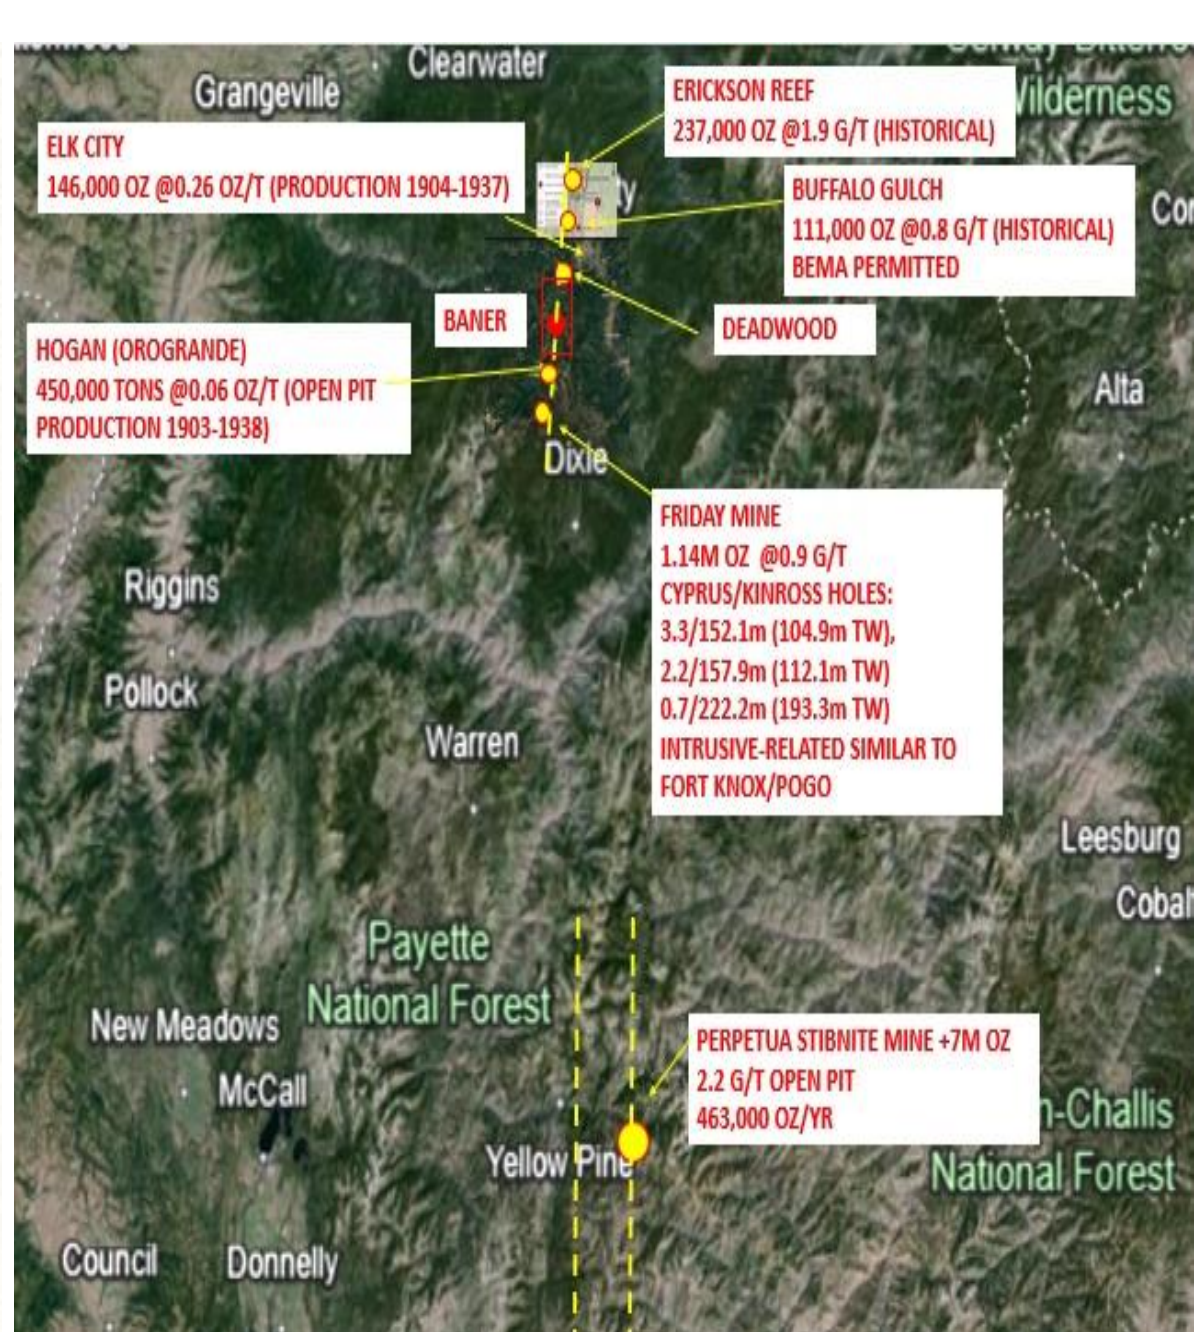 Clearwater
Grangeville
Wilderness
ERICKSON REEF
237,000 OZ @1.9 G/T (HISTORICAL)
ELK CITY
146,000 OZ @0.26 OZ/T (PRODUCTION 1904-1937)
BUFFALO GULCH
111,000 OZ @0.8 G/T (HISTORICAL)
BEMA PERMITTED
BANER
DEADWOOD
HOGAN (OROGRANDE)
450,000 TONS @0.06 OZ/T (OPEN PIT
PRODUCTION 1903-1938)
Alta
Dixie
FRIDAY MINE
1.14M OZ @0.9 G/T
CYPRUS/KINROSS HOLES:
3.3/152.1m (104.9m TW),
2.2/157.9m (112.1m TW)
0.7/222.2m (193.3m TW)
INTRUSIVE-RELATED SIMILAR TO
FORT KNOX/POGO
Riggins
Pollock
Warren
Leesburg
Cobal
Payette
National Forest
New Meadows
McCall
PERPETUA STIBNITE MINE +7M OZ
2.2 G/T OPEN PIT
463,000 OZ/YR
n-Challis
National Forest
Yellow Pine
Council
Donnelly